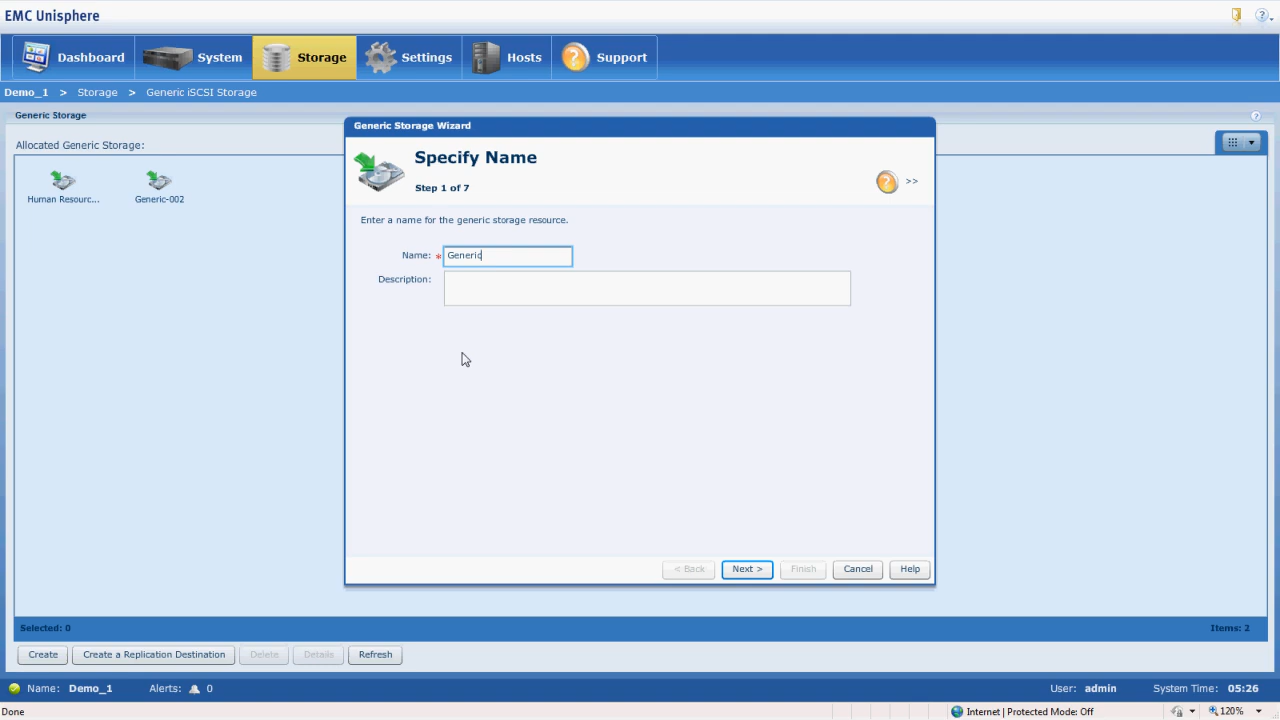 EMC Unisphere
Dashboard System Storage Settings Hosts Support
Demo_1 > Storage > Generic iSCSI Storage
Generic Storage
Allocated Generic Storage:
Human Resourc... Generic-002
Generic Storage Wizard
Specify Name
Step 1 of 7
>>
Enter a name for the generic storage resource.
Name: * Generic
Description:
< Back Next > Finish Cancel Help
Selected: 0 Items: 2
Create Create a Replication Destination Delete Details Refresh
Name: Demo_1 Alerts: 0 User: admin System Time: 05:26
Done Internet | Protected Mode: Off 120%